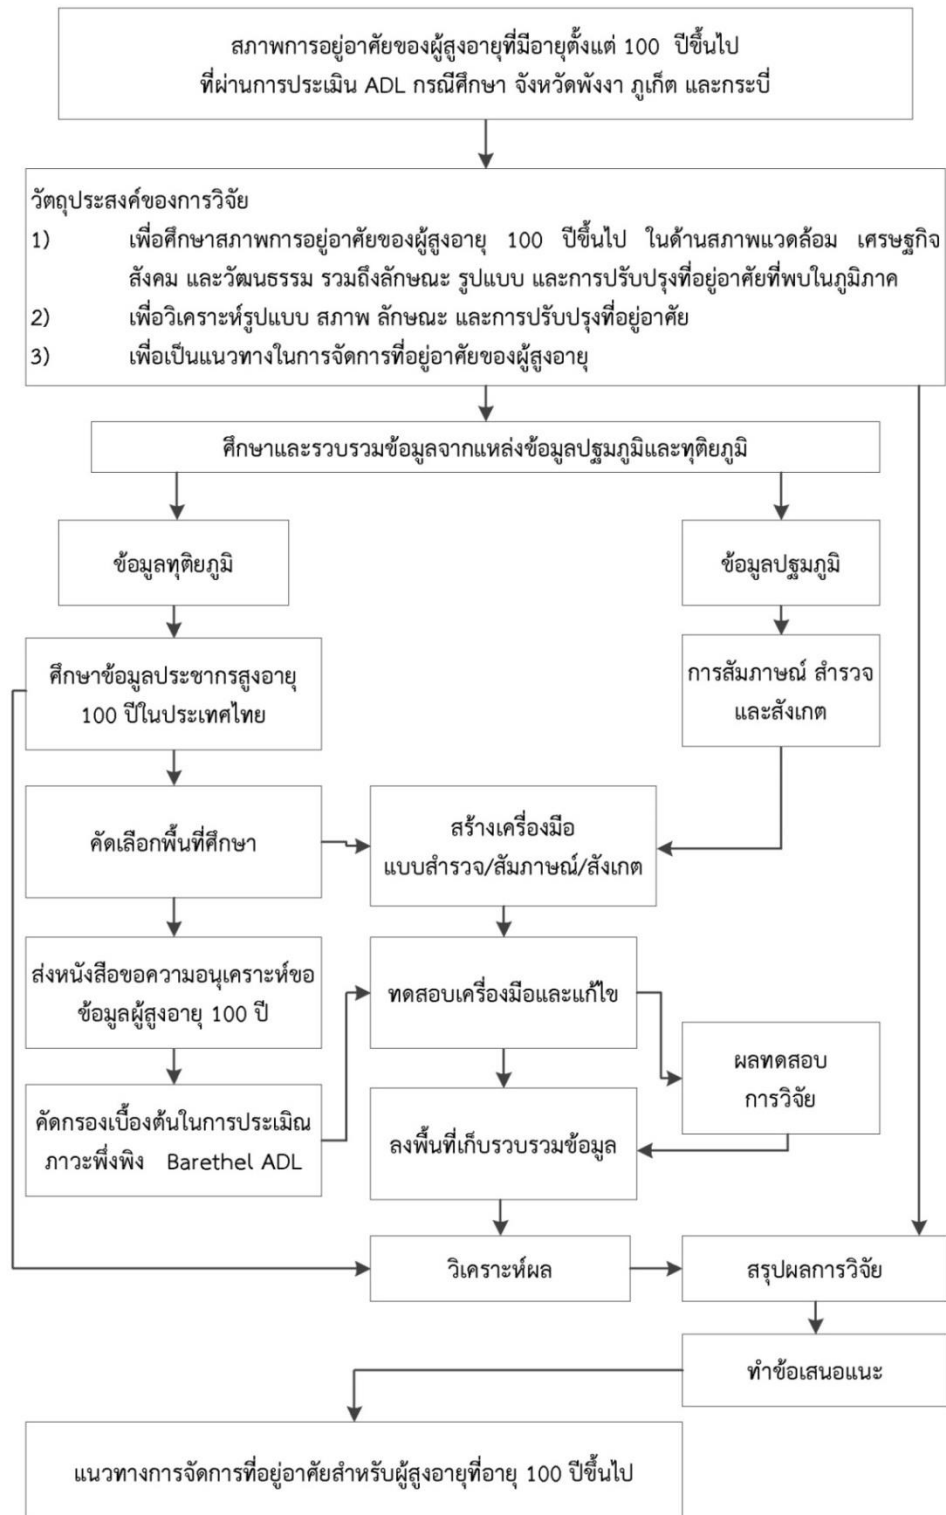 สภาพการอยู่อาศัยของผู้สูงอายุที่มีอายุตั้งแต่ 100 ปีขึ้นไป
ที่ผ่านการประเมิน ADL กรณีศึกษา จังหวัดพังงา ภูเก็ต และกระบี่
วัตถุประสงค์ของการวิจัย
1) เพื่อศึกษาสภาพการอยู่อาศัยของผู้สูงอายุ 100 ปีขึ้นไป ในด้านสภาพแวดล้อม เศรษฐกิจ
สังคม และวัฒนธรรม รวมถึงลักษณะ รูปแบบ และการปรับปรุงที่อยู่อาศัยที่พบในภูมิภาค
2) เพื่อวิเคราะห์รูปแบบ สภาพ ลักษณะ และการปรับปรุงที่อยู่อาศัย
3) เพื่อเป็นแนวทางในการจัดการที่อยู่อาศัยของผู้สูงอายุ
ศึกษาและรวบรวมข้อมูลจากแหล่งข้อมูลปฐมภูมิและทุติยภูมิ
ข้อมูลทุติยภูมิ
ข้อมูลปฐมภูมิ
ศึกษาข้อมูลประชากรสูงอายุ
100 ปีในประเทศไทย
การสัมภาษณ์ สำรวจ
และสังเกต
คัดเลือกพื้นที่ศึกษา
สร้างเครื่องมือ
แบบสำรวจ/สัมภาษณ์/สังเกต
ส่งหนังสือขอความอนุเคราะห์ขอ
ข้อมูลผู้สูงอายุ 100 ปี
ทดสอบเครื่องมือและแก้ไข
ผลทดสอบ
การวิจัย
คัดกรองเบื้องต้นในการประเมิณ
ภาวะพึ่งพิง Barethel ADL
ลงพื้นที่เก็บรวบรวมข้อมูล
วิเคราะห์ผล
สรุปผลการวิจัย
ทำข้อเสนอแนะ
แนวทางการจัดการที่อยู่อาศัยสำหรับผู้สูงอายุที่อายุ 100 ปีขึ้นไป